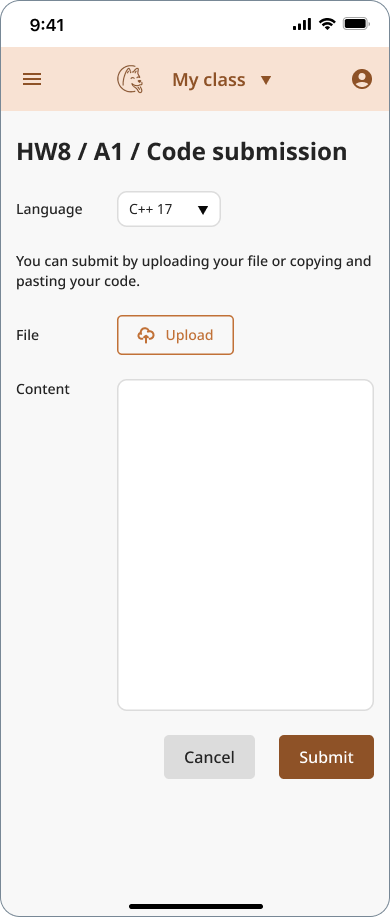 9:41
My class
HW8 / A1 / Code submission
Language
C++ 17
You can submit by uploading your file or copying and
pasting your code.
File
Upload
Content
Cancel
Submit